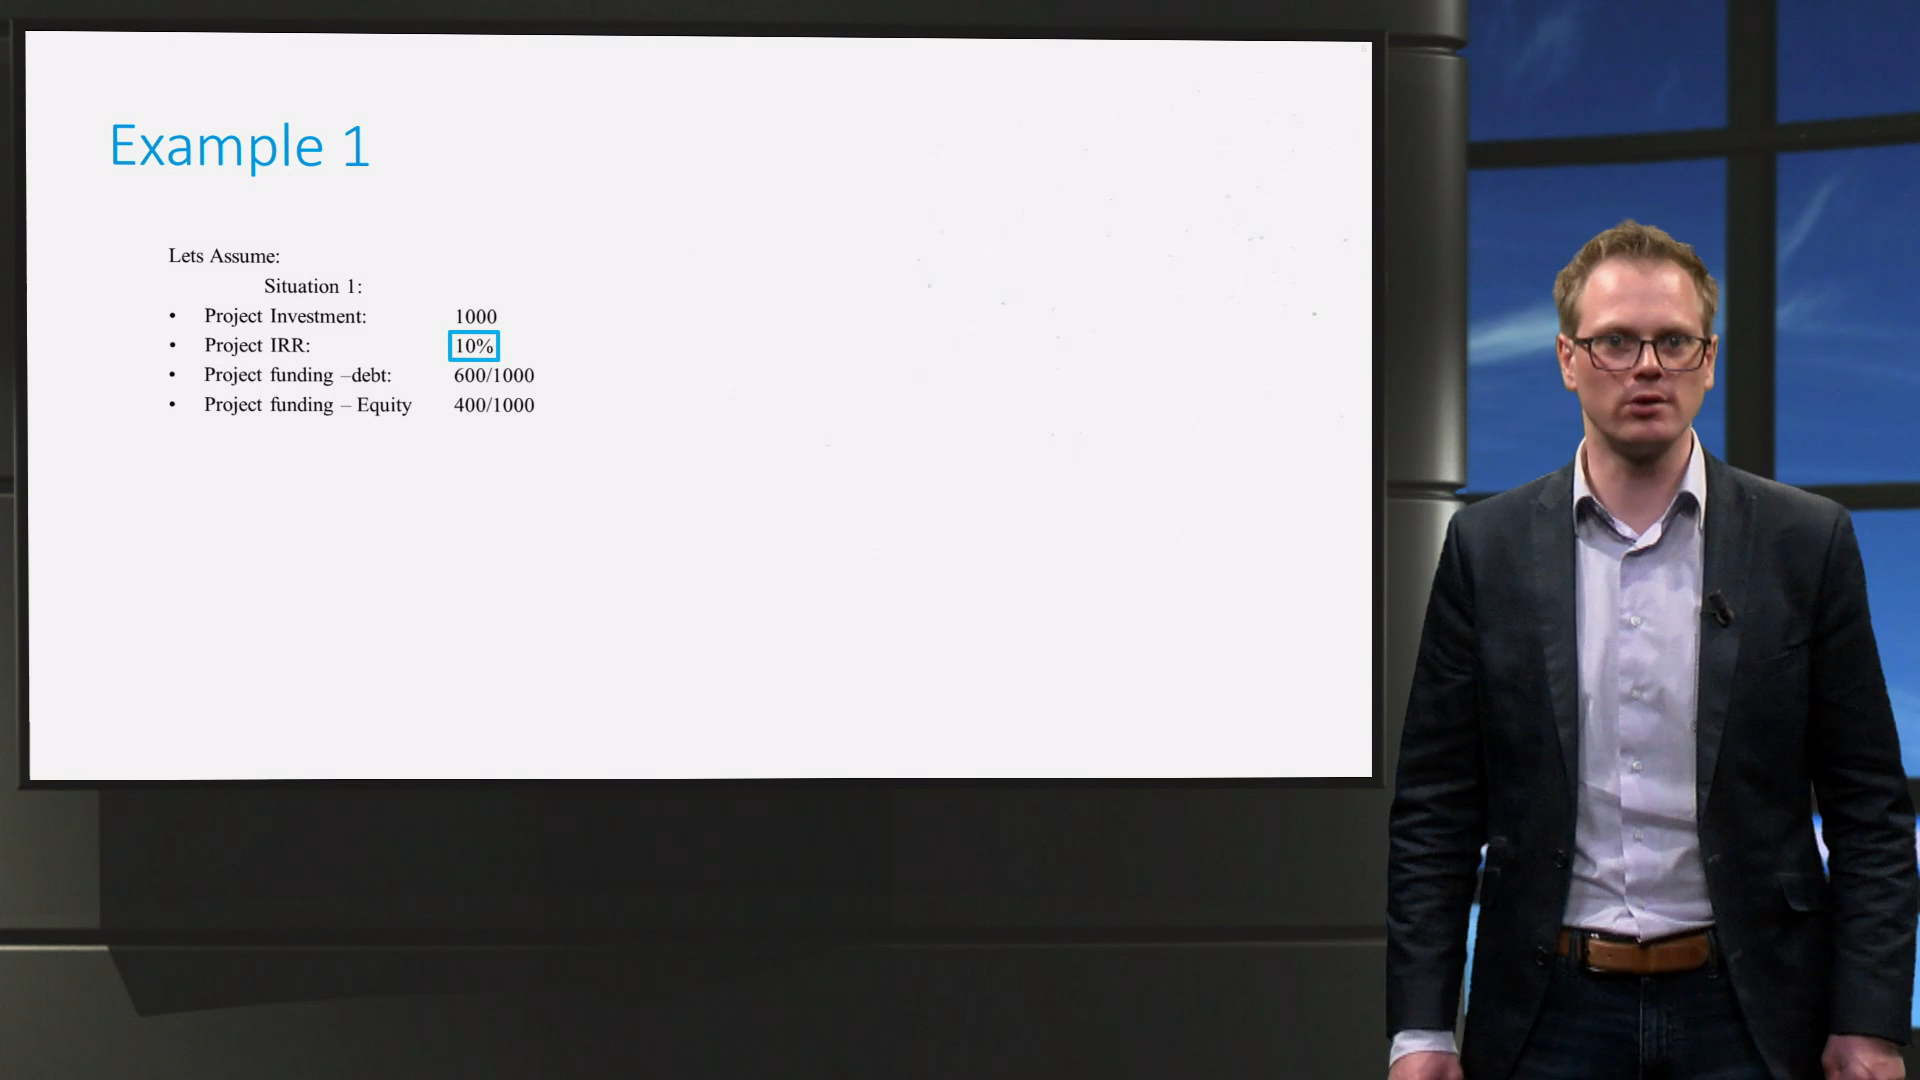 Example 1
Lets Assume:
Situation 1:
• Project Investment: 1000
• Project IRR: 10%
• Project funding –debt: 600/1000
• Project funding – Equity 400/1000